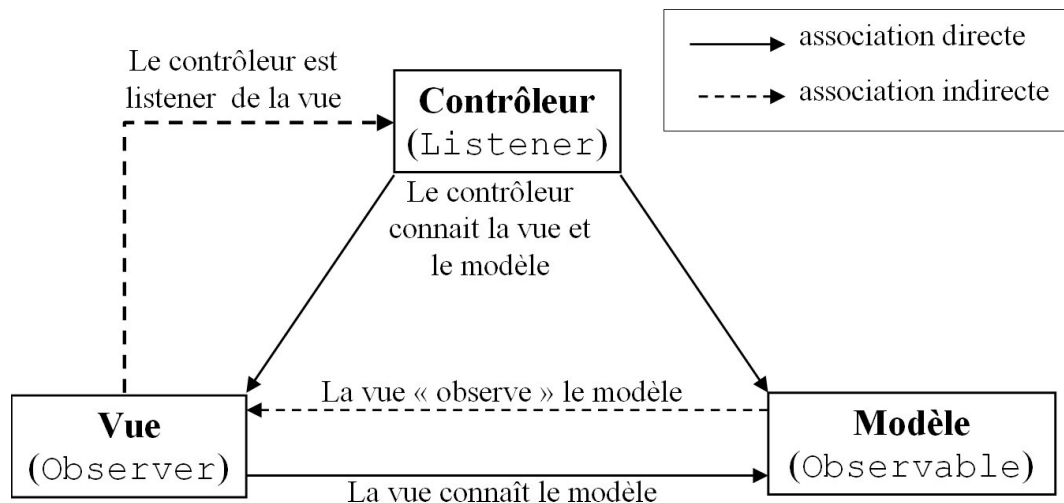 association directe
association indirecte
Le contrôleur est
listener de la vue
Contrôleur
(Listener)
Le contrôleur
connait la vue et
le modèle
La vue « observe » le modèle
Vue
(Observer)
Modèle
(Observable)
La vue connaît le modèle